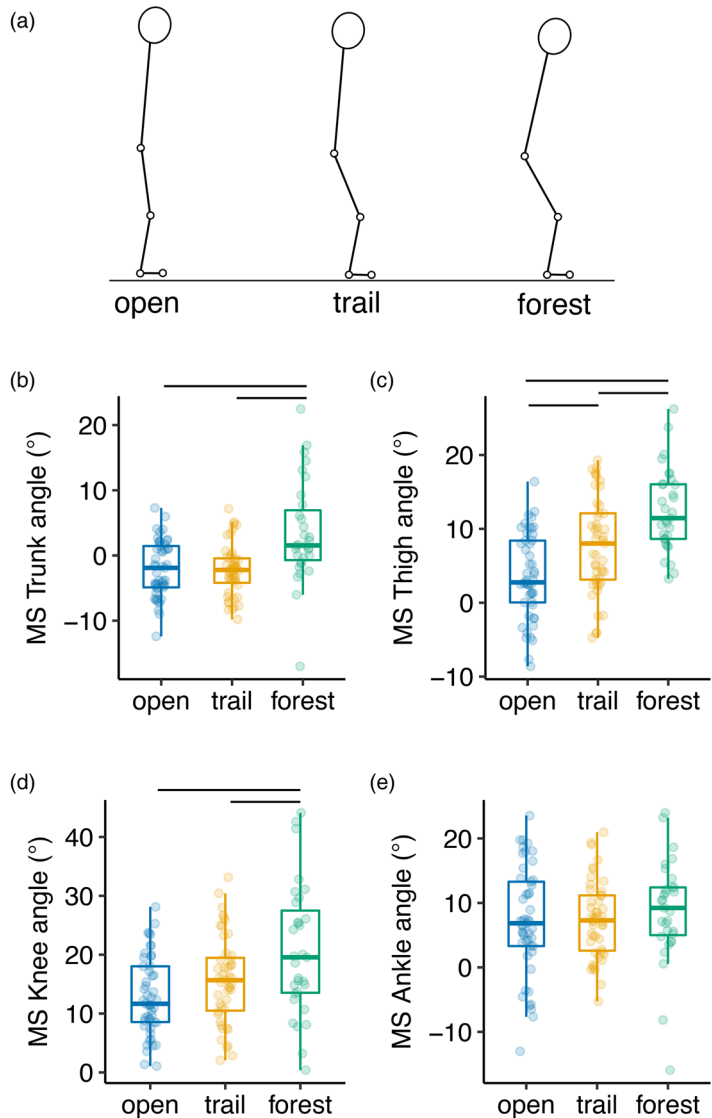 (a)
open trail forest
(b)
MS Trunk angle (°)
20
10
0
−10
open trail forest
(c)
MS Thigh angle (°)
20
10
0
−10
open trail forest
(d)
MS Knee angle (°)
40
30
20
10
0
open trail forest
(e)
MS Ankle angle (°)
20
10
0
−10
open trail forest